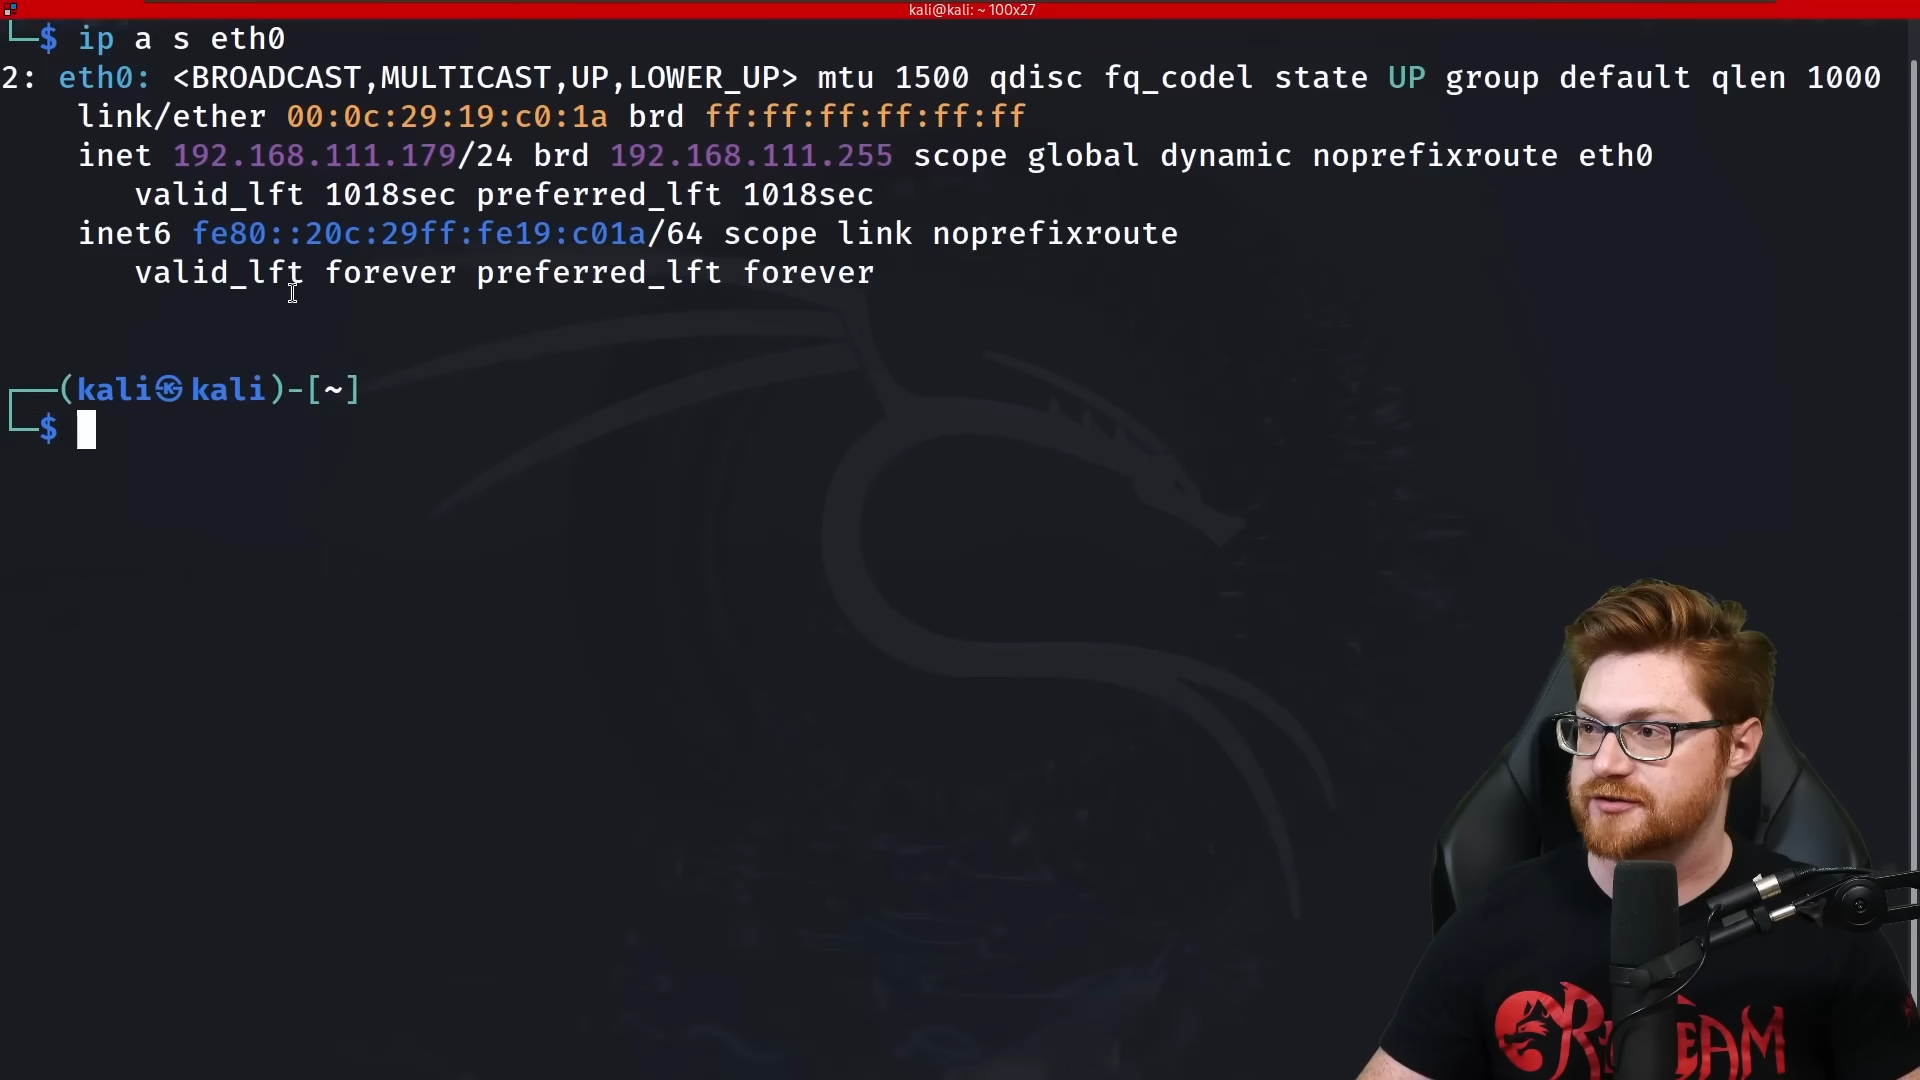 kali@kali: ~ 100x27
└─$ ip a s eth0
2: eth0: <BROADCAST,MULTICAST,UP,LOWER_UP> mtu 1500 qdisc fq_codel state UP group default qlen 1000
    link/ether 00:0c:29:19:c0:1a brd ff:ff:ff:ff:ff:ff
    inet 192.168.111.179/24 brd 192.168.111.255 scope global dynamic noprefixroute eth0
       valid_lft 1018sec preferred_lft 1018sec
    inet6 fe80::20c:29ff:fe19:c01a/64 scope link noprefixroute
       valid_lft forever preferred_lft forever
┌──(kali㉿kali)-[~]
└─$